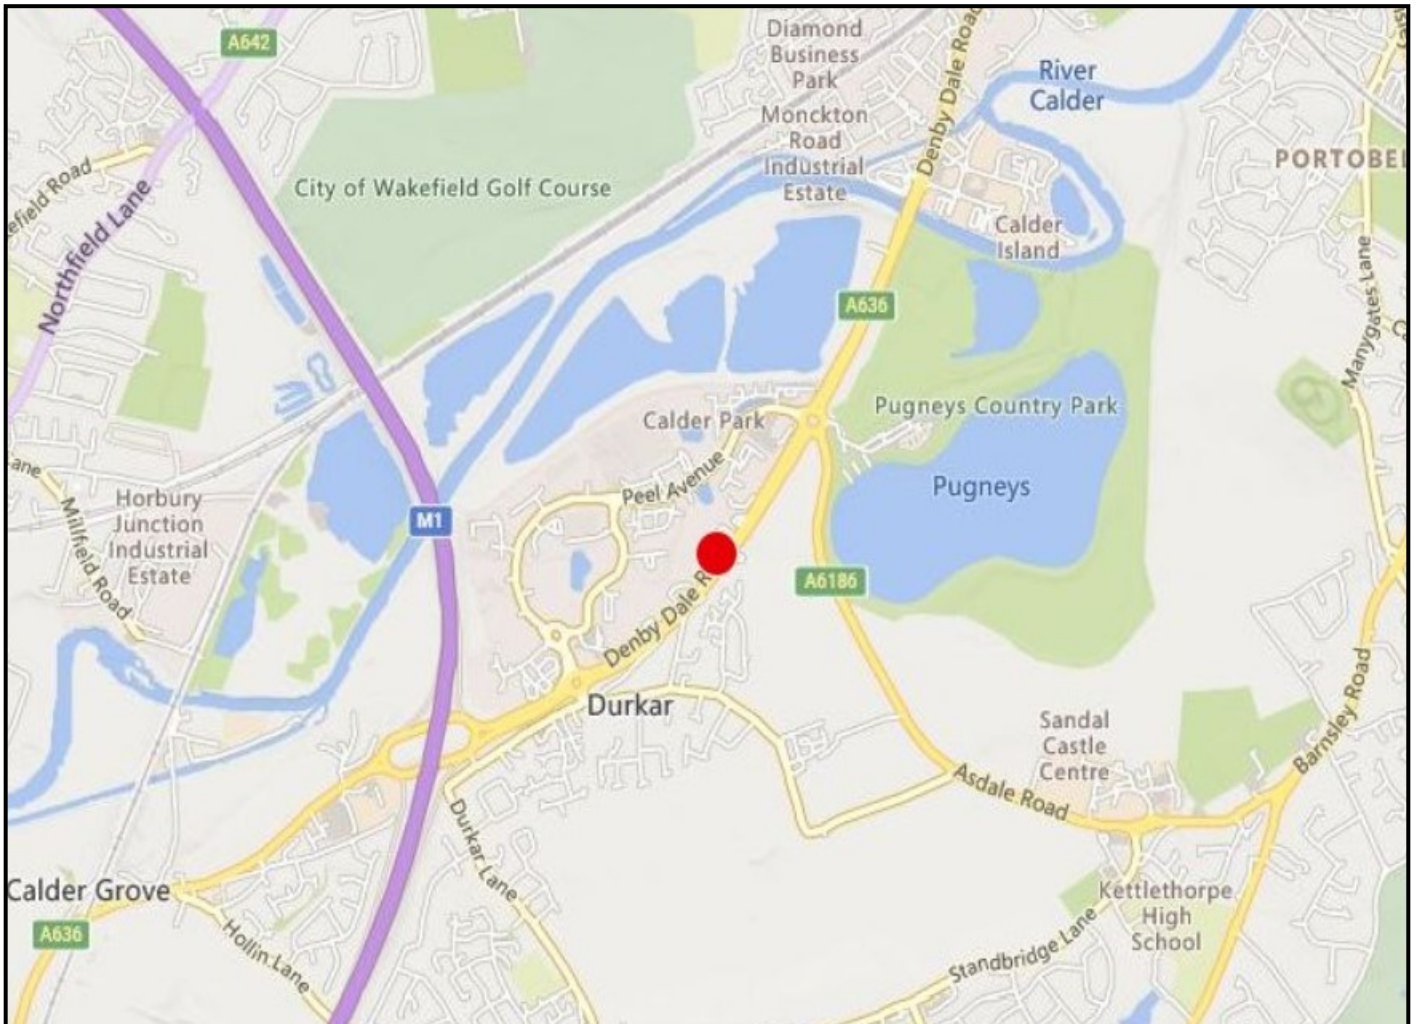 A642
Diamond
Business
Park
River
Calder
Denby Dale Road
Monckton
Road
Industrial
Estate
PORTOBEL
efield Road
City of Wakefield Golf Course
Northfield Lane
Calder
Island
Manygates Lane
A636
Calder Park
Pugneys Country Park
ane
Peel Avenue
Pugneys
Horbury
Junction
Industrial
Estate
Millfield Road
M1
A6186
Denby Dale R
Durkar
Sandal
Castle
Centre
Barnsley Road
Asdale Road
Durkar Lane
Calder Grove
Kettlethorpe
High
School
A636
Hollin Lane
Standbridge Lane